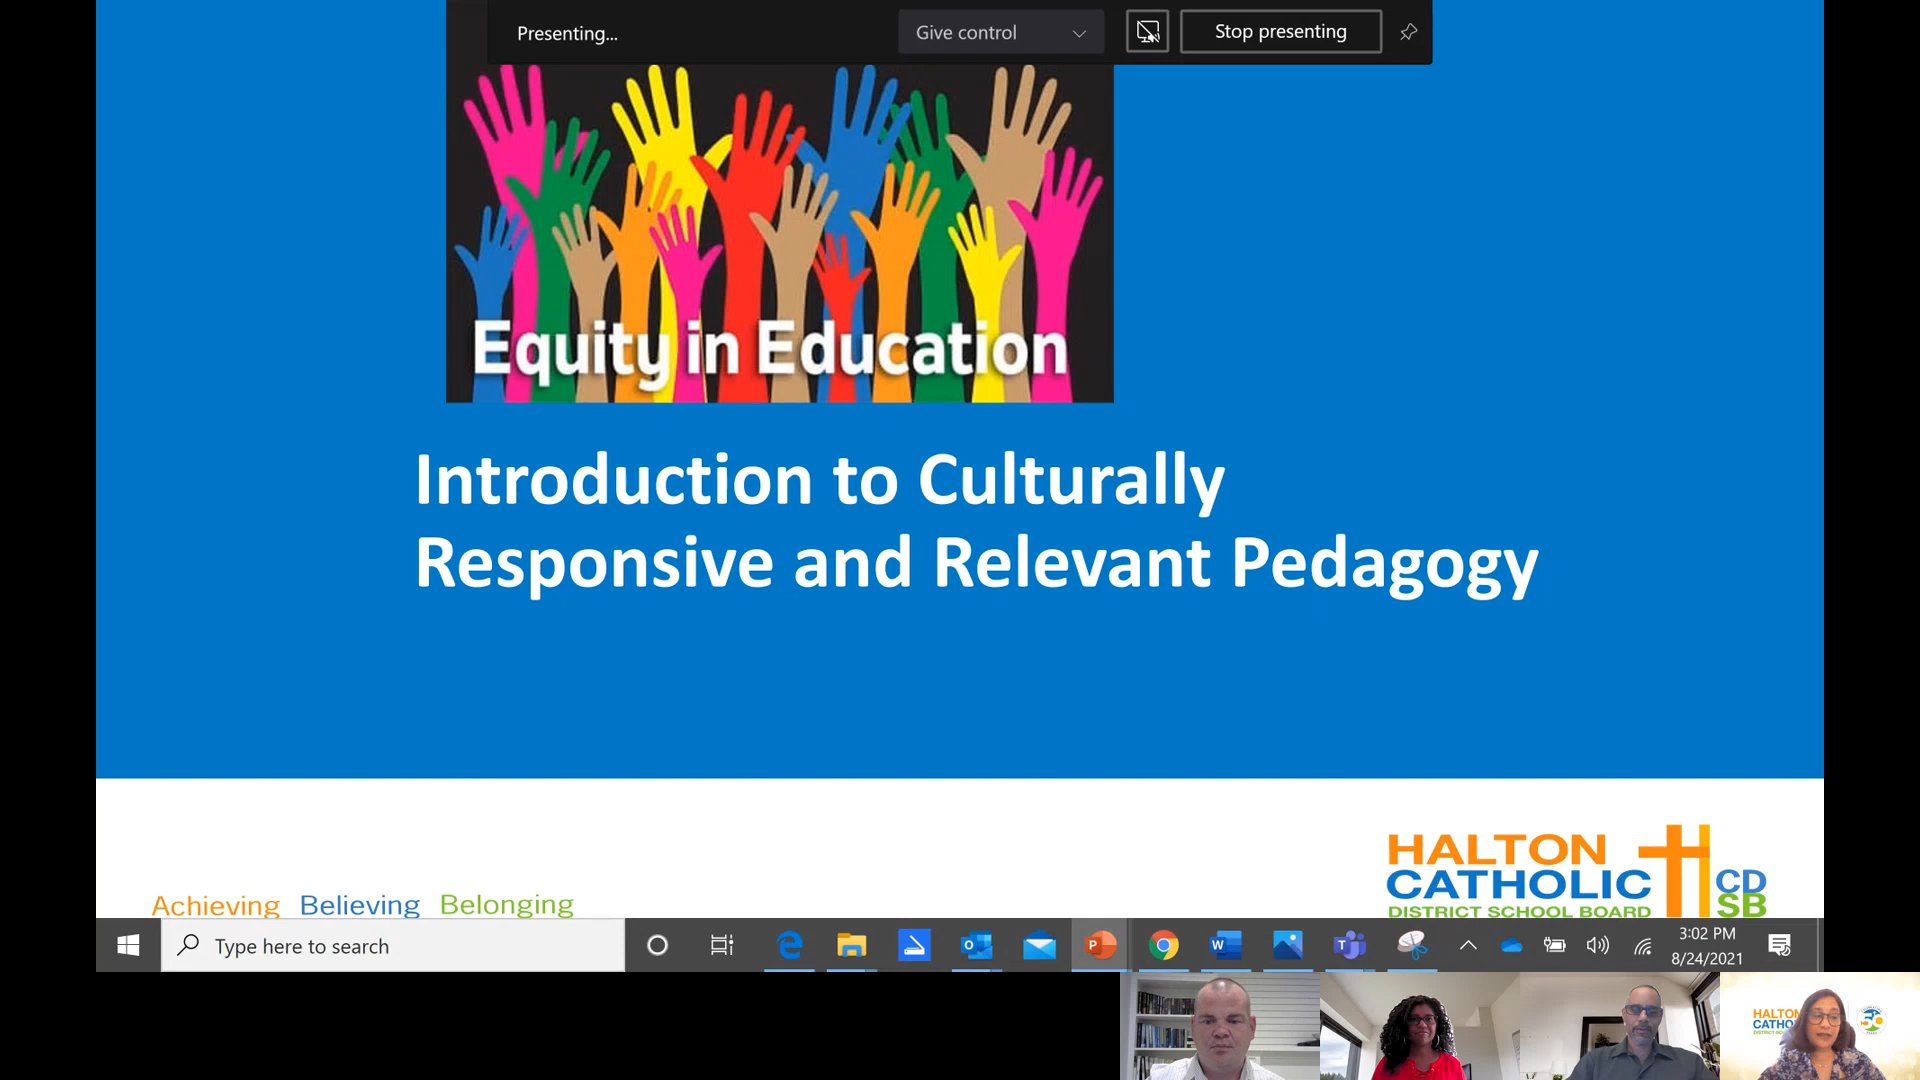 Presenting...
Give control
Stop presenting
Equity in Education
Introduction to Culturally
Responsive and Relevant Pedagogy
Achieving Believing Belonging
HALTON
CATHOLIC
DISTRICT SCHOOL BOARD
CD
SB
Type here to search
3:02 PM
8/24/2021
HALTON